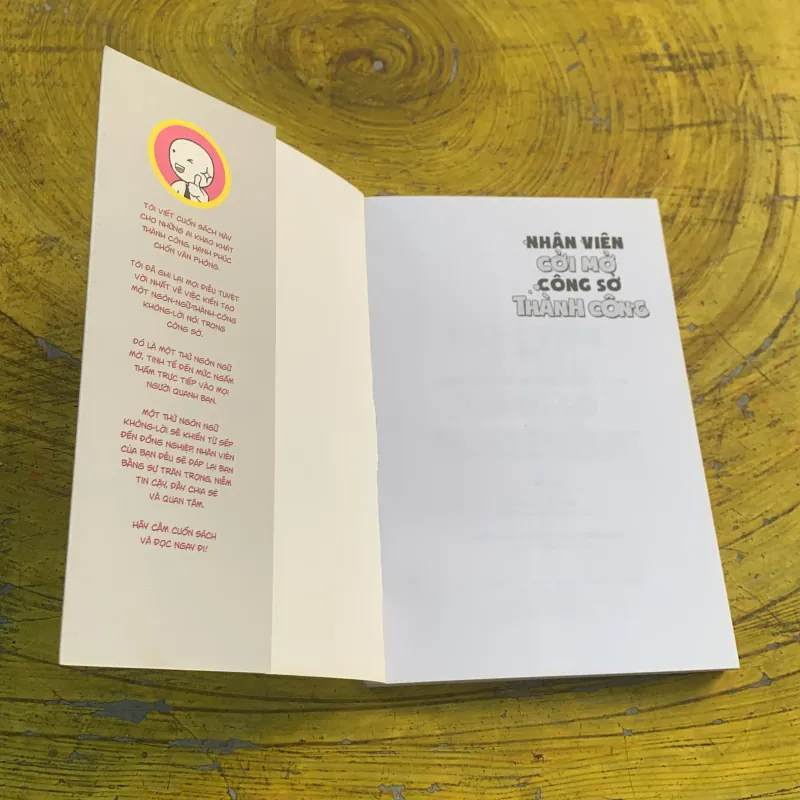 TÔI VIẾT CUỐN SÁCH NÀY
CHO NHỮNG AI KHAO KHÁT
THÀNH CÔNG, HẠNH PHÚC
CHỐN VĂN PHÒNG.
TÔI ĐÃ GHI LẠI MỌI ĐIỀU TUYỆT
VỜI NHẤT VỀ VIỆC KIẾN TẠO
MỘT NGÔN-NGỮ-THÀNH-CÔNG
KHÔNG-LỜI NÓI TRONG
CÔNG SỞ.
ĐÓ LÀ MỘT THỨ NGÔN NGỮ
MỞ, TINH TẾ ĐẾN MỨC NGẤM
THẤM TRỰC TIẾP VÀO MỌI
NGƯỜI QUANH BẠN.
MỘT THỨ NGÔN NGỮ
KHÔNG-LỜI SẼ KHIẾN TỪ SẾP
ĐẾN ĐỒNG NGHIỆP, NHÂN VIÊN
CỦA BẠN ĐỀU SẼ ĐÁP LẠI BẠN
BẰNG SỰ TRÂN TRỌNG, NIỀM
TIN CẬY, ĐẦY CHIA SẺ
VÀ QUAN TÂM.
HÃY CẦM CUỐN SÁCH
VÀ ĐỌC NGAY ĐI!
NHÂN VIÊN
CỞI MỞ
CÔNG SỞ
THÀNH CÔNG